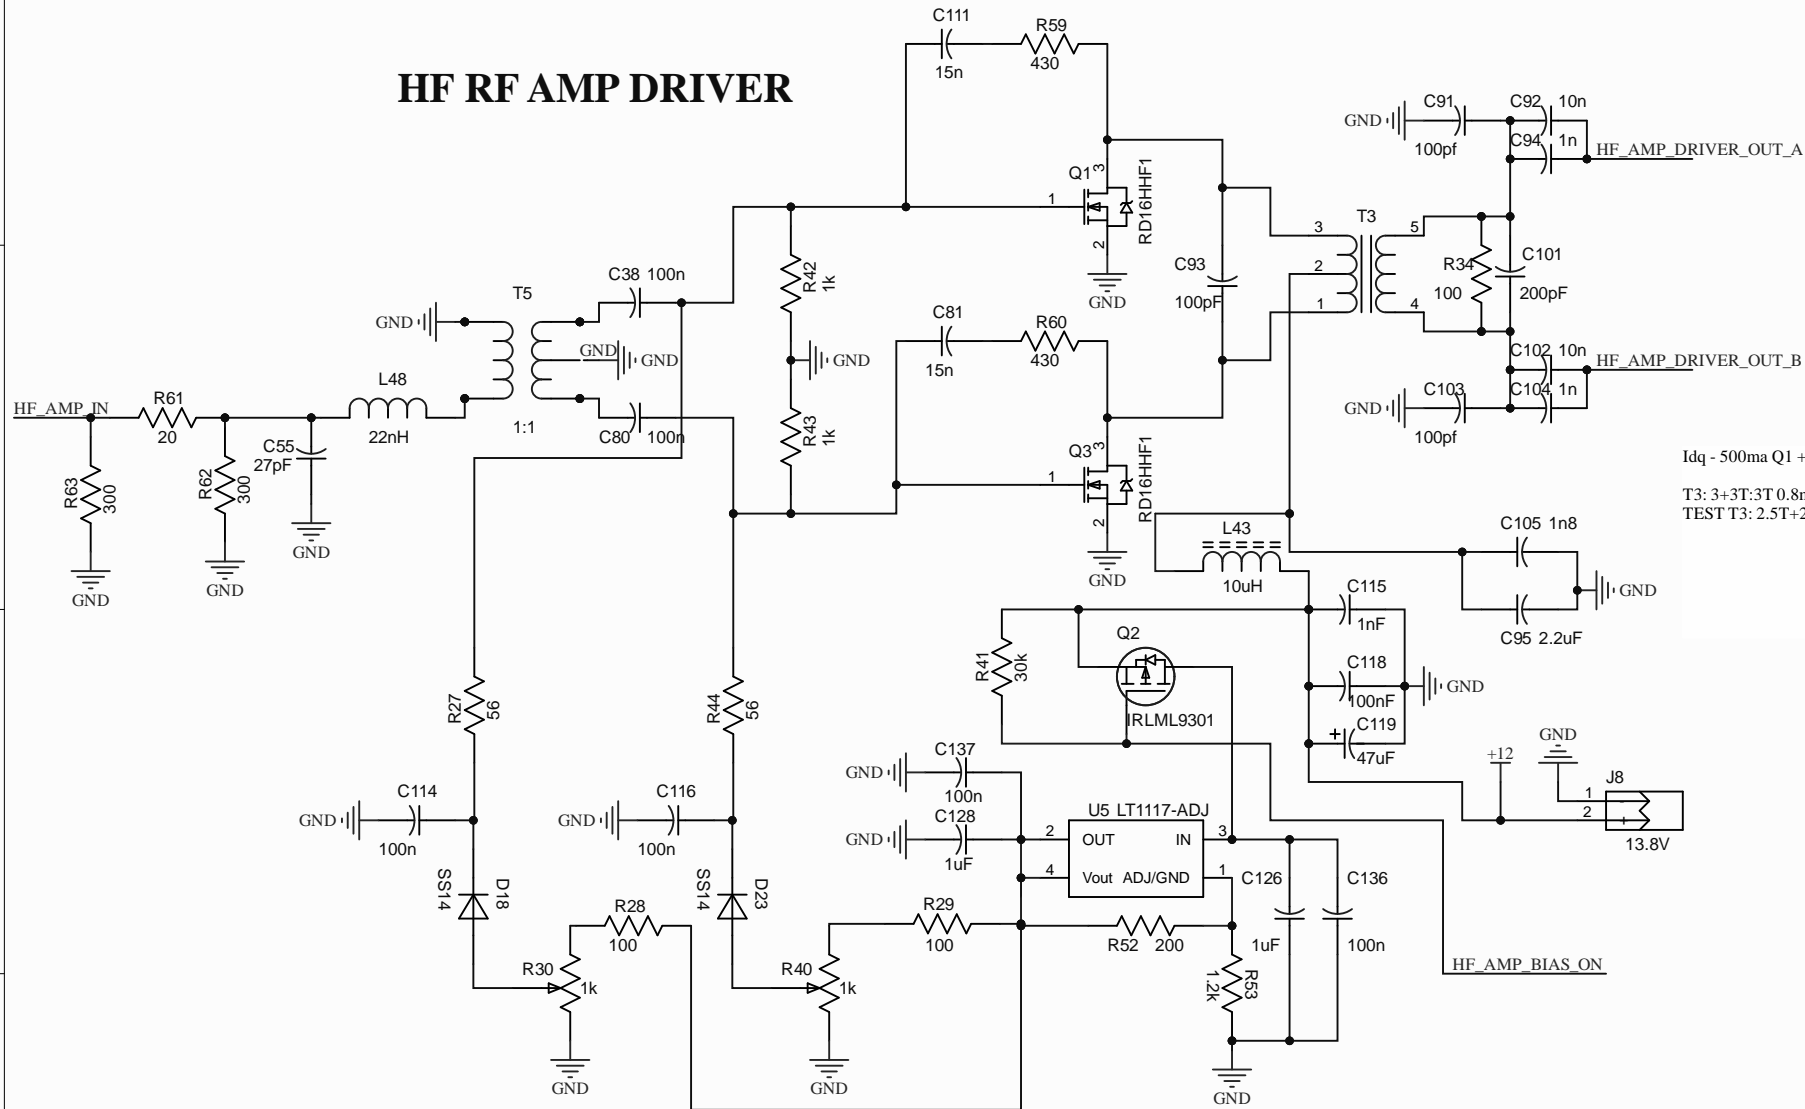 HF RF AMP DRIVER
C111
15n
R59
430
Q1
1
3
2
RD16HHF1
GND
C91
100pf
GND
C92 10n
C94 1n
HF_AMP_DRIVER_OUT_A
T3
3
2
1
5
4
R34
100
C101
200pF
C93
100pF
C102 10n
C104 1n
HF_AMP_DRIVER_OUT_B
C103
100pf
GND
HF_AMP_IN
R61
20
R63
300
GND
R62
300
GND
C55
27pF
GND
L48
22nH
T5
1:1
GND
GND
GND
C38 100n
C80 100n
R42
1k
GND
R43
1k
C81
15n
R60
430
Q3
1
3
2
RD16HHF1
GND
Idq - 500ma Q1 +
T3: 3+3T:3T 0.8m
TEST T3: 2.5T+2
L43
10uH
C105 1n8
C95 2.2uF
GND
C115
1nF
C118
100nF
C119
47uF
+
GND
R41
30k
Q2
IRLML9301
R27
56
R44
56
C114
100n
GND
C116
100n
GND
C137
100n
GND
C128
1uF
GND
U5 LT1117-ADJ
OUT
IN
Vout ADJ/GND
2
4
3
1
C126
1uF
C136
100n
+12
GND
J8
1
2
-
+
13.8V
D18
SS14
D23
SS14
R28
100
R29
100
R30
1k
GND
R40
1k
GND
R52 200
R53
1.2k
GND
HF_AMP_BIAS_ON